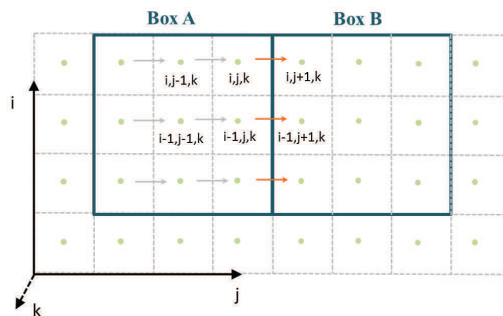 Box A Box B
i,j-1,k i,j,k i,j+1,k
i
i-1,j-1,k i-1,j,k i-1,j+1,k
k
j